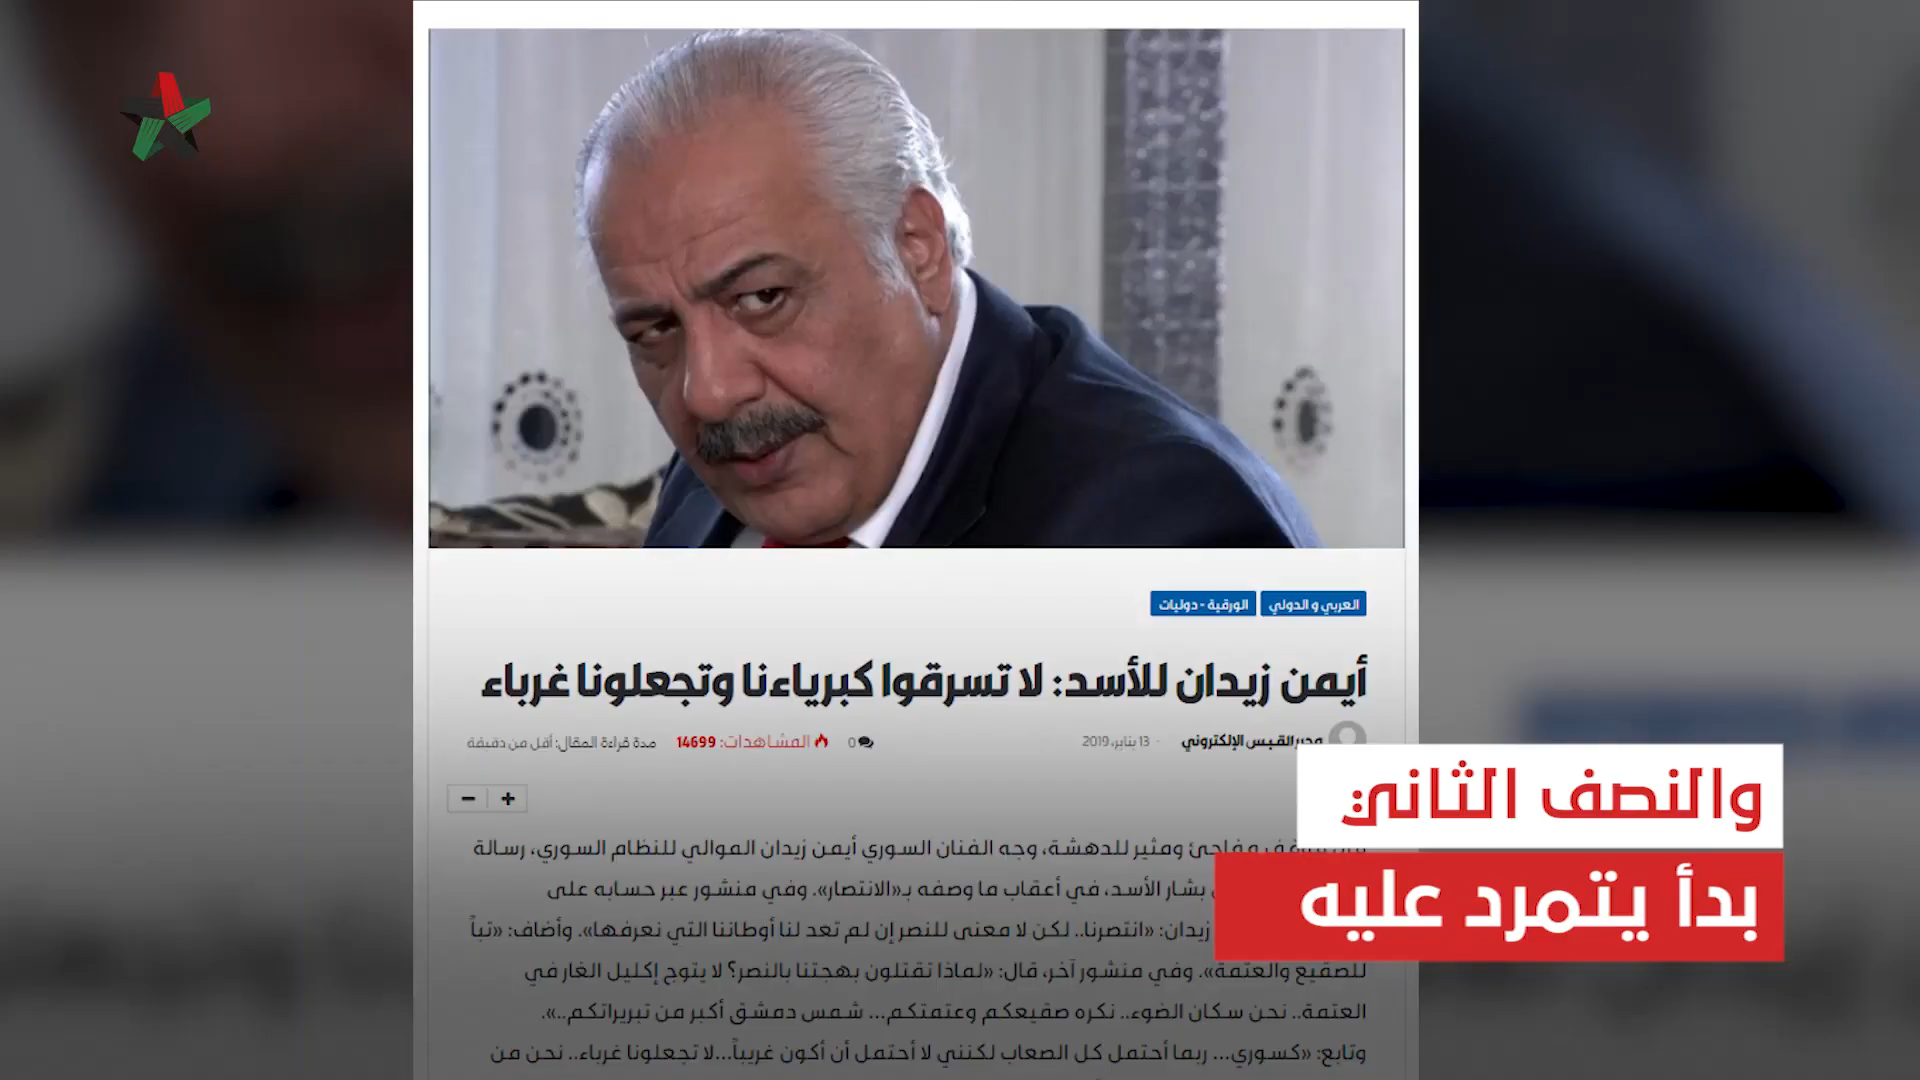 العربي و الدولي
الورقية - دوليات
أيمن زيدان للأسد: لا تسرقوا كبرياءنا وتجعلونا غرباء
القبس الإلكتروني - 13 يناير، 2019
0
المشاهدات: 14699
مدة قراءة المقال: أقل من دقيقة
+ -
والنصف الثاني:
بدأ يتمرد عليه
مفاجئ ومثير للدهشة، وجه الفنان السوري أيمن زيدان الموالي للنظام السوري، رسالة
بشار الأسد، في أعقاب ما وصفه بـ«الانتصار». وفي منشور عبر حسابه على
زيدان: «انتصرنا.. لكن لا معنى للنصر إن لم تعد لنا أوطاننا التي نعرفها». وأضاف: «تباً
للصقيع والعتمة». وفي منشور آخر، قال: «لماذا تقتلون بهجتنا بالنصر؟ لا يتوج إكليل الغار في
العتمة.. نحن سكان الضوء.. نكره صقيعكم وعتمتكم... شمس دمشق أكبر من تبريراتكم..».
وتابع: «كسوري... ربما أحتمل كل الصعاب لكنني لا أحتمل أن أكون غريباً...لا تجعلونا غرباء.. نحن من